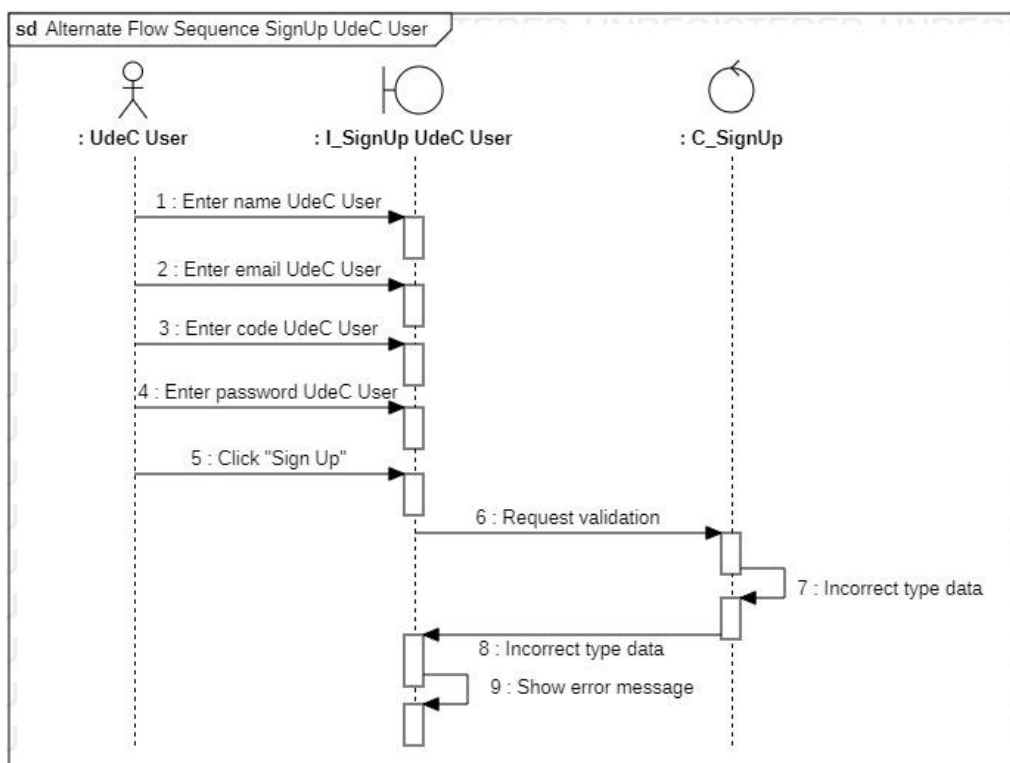 sd Alternate Flow Sequence SignUp UdeC User
: UdeC User
: I_SignUp UdeC User
: C_SignUp
1 : Enter name UdeC User
2 : Enter email UdeC User
3 : Enter code UdeC User
4 : Enter password UdeC User
5 : Click "Sign Up"
6 : Request validation
7 : Incorrect type data
8 : Incorrect type data
9 : Show error message